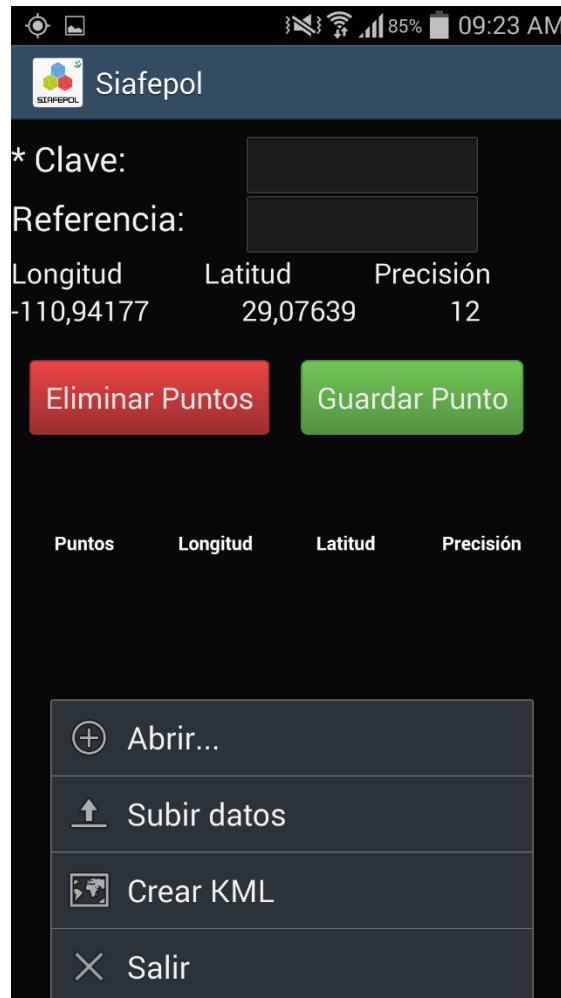 85% 09:23 AM
SIAFEPOL Siafepol
* Clave:
Referencia:
Longitud Latitud Precisión
-110,94177 29,07639 12
Eliminar Puntos Guardar Punto
Puntos Longitud Latitud Precisión
Abrir...
Subir datos
Crear KML
Salir